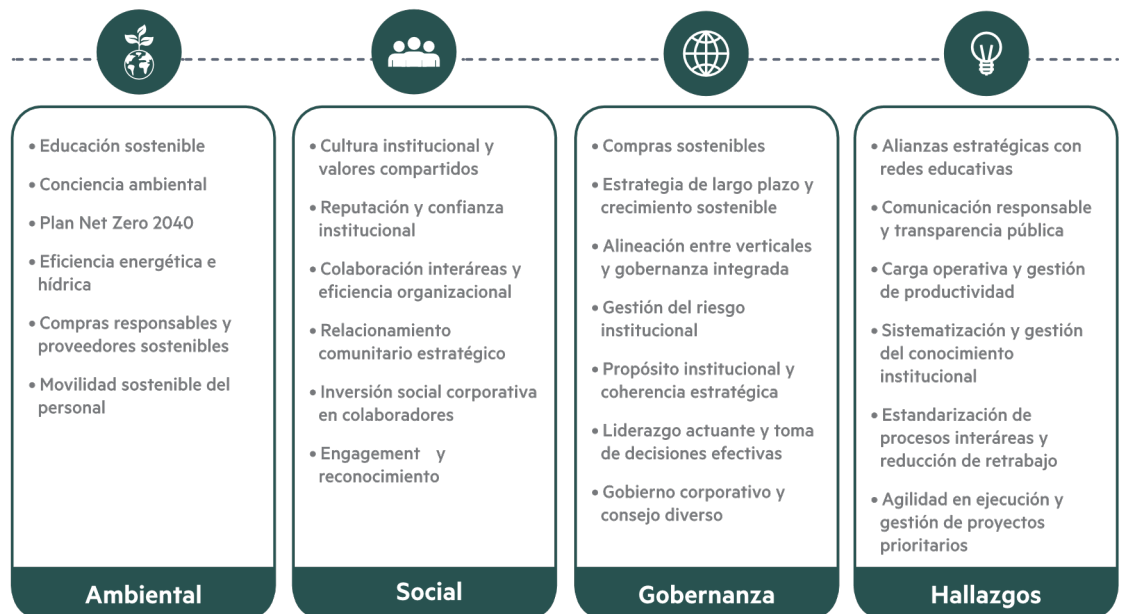 • Educación sostenible
• Conciencia ambiental
• Plan Net Zero 2040
• Eficiencia energética e
hídrica
• Compras responsables y
proveedores sostenibles
• Movilidad sostenible del
personal
Ambiental
• Cultura institucional y
valores compartidos
• Reputación y confianza
institucional
• Colaboración interáreas y
eficiencia organizacional
• Relacionamiento
comunitario estratégico
• Inversión social corporativa
en colaboradores
• Engagement y
reconocimiento
Social
• Compras sostenibles
• Estrategia de largo plazo y
crecimiento sostenible
• Alineación entre verticales
y gobernanza integrada
• Gestión del riesgo
institucional
• Propósito institucional y
coherencia estratégica
• Liderazgo actuante y toma
de decisiones efectivas
• Gobierno corporativo y
consejo diverso
Gobernanza
• Alianzas estratégicas con
redes educativas
• Comunicación responsable
y transparencia pública
• Carga operativa y gestión
de productividad
• Sistematización y gestión
del conocimiento
institucional
• Estandarización de
procesos interáreas y
reducción de retrabajo
• Agilidad en ejecución y
gestión de proyectos
prioritarios
Hallazgos